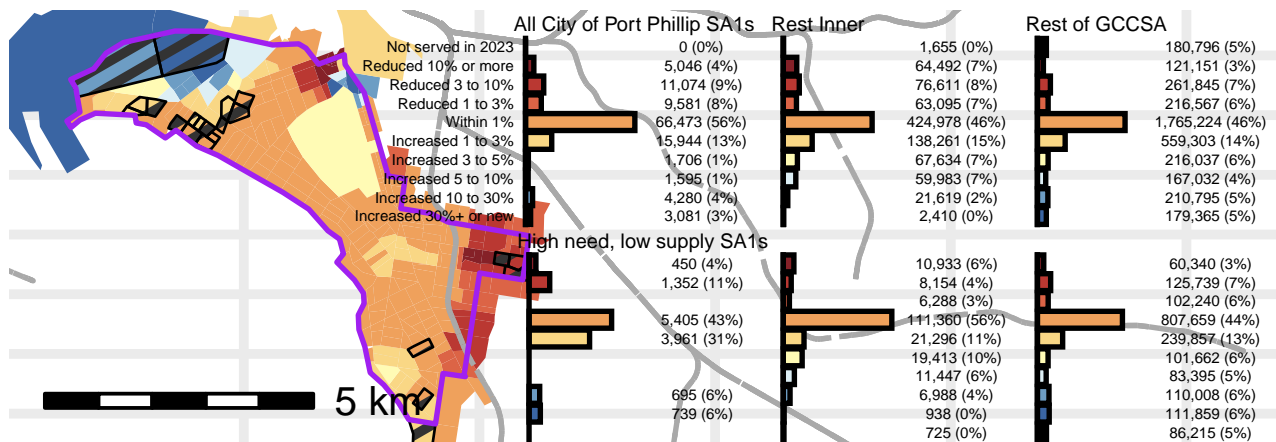 All City of Port Phillip SA1s Rest Inner Rest of GCCSA
Not served in 2023 0 (0%) 1,655 (0%) 180,796 (5%)
Reduced 10% or more 5,046 (4%) 64,492 (7%) 121,151 (3%)
Reduced 3 to 10% 11,074 (9%) 76,611 (8%) 261,845 (7%)
Reduced 1 to 3% 9,581 (8%) 63,095 (7%) 216,567 (6%)
Within 1% 66,473 (56%) 424,978 (46%) 1,765,224 (46%)
Increased 1 to 3% 15,944 (13%) 138,261 (15%) 559,303 (14%)
Increased 3 to 5% 1,706 (1%) 67,634 (7%) 216,037 (6%)
Increased 5 to 10% 1,595 (1%) 59,983 (7%) 167,032 (4%)
Increased 10 to 30% 4,280 (4%) 21,619 (2%) 210,795 (5%)
Increased 30%+ or new 3,081 (3%) 2,410 (0%) 179,365 (5%)
High need, low supply SA1s
450 (4%) 10,933 (6%) 60,340 (3%)
1,352 (11%) 8,154 (4%) 125,739 (7%)
6,288 (3%) 102,240 (6%)
5,405 (43%) 111,360 (56%) 807,659 (44%)
3,961 (31%) 21,296 (11%) 239,857 (13%)
19,413 (10%) 101,662 (6%)
11,447 (6%) 83,395 (5%)
695 (6%) 6,988 (4%) 110,008 (6%)
739 (6%) 938 (0%) 111,859 (6%)
725 (0%) 86,215 (5%)
5 km